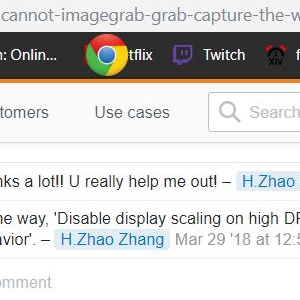 cannot-imagegrab-grab-capture-the-w
n: Onlin... tflix Twitch XIV f
tomers Use cases Search
nks a lot!! U really help me out! – H.Zhao
he way, 'Disable display scaling on high DP
avior'. – H.Zhao Zhang Mar 29 '18 at 12:5
omment